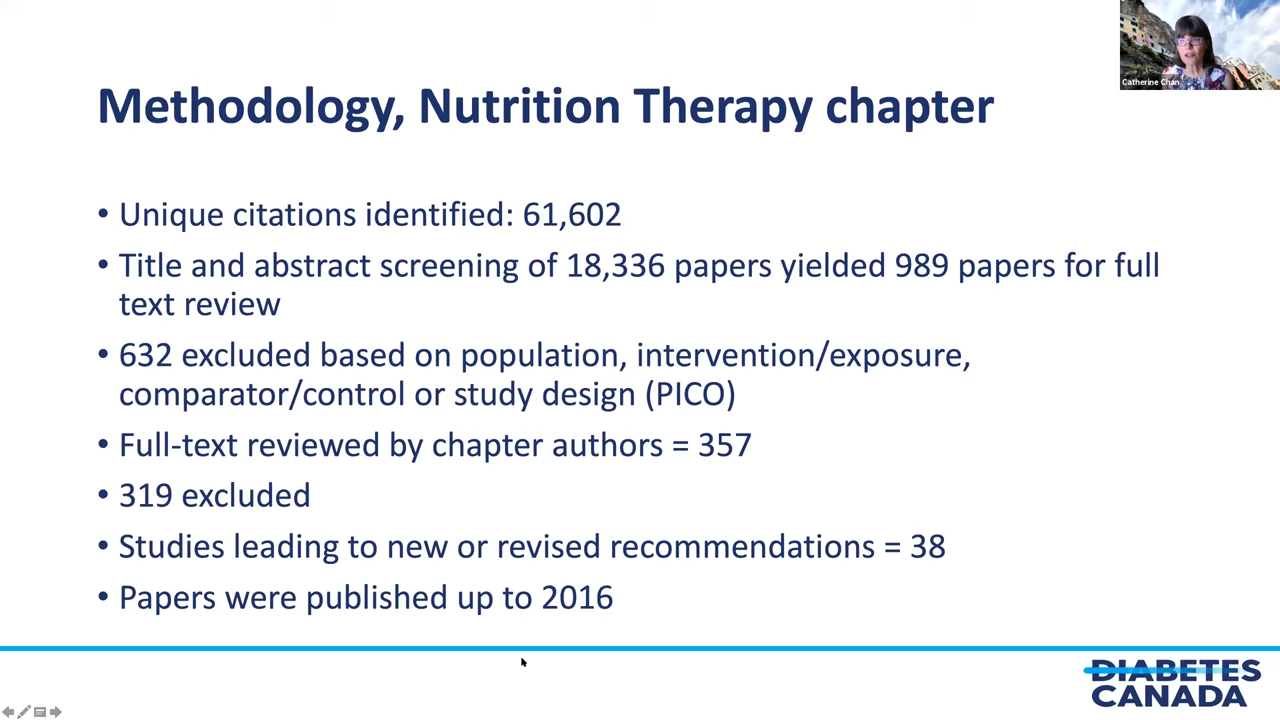 Catherine Chan
Methodology, Nutrition Therapy chapter
• Unique citations identified: 61,602
• Title and abstract screening of 18,336 papers yielded 989 papers for full
text review
• 632 excluded based on population, intervention/exposure,
comparator/control or study design (PICO)
• Full-text reviewed by chapter authors = 357
• 319 excluded
• Studies leading to new or revised recommendations = 38
• Papers were published up to 2016
DIABETES
CANADA